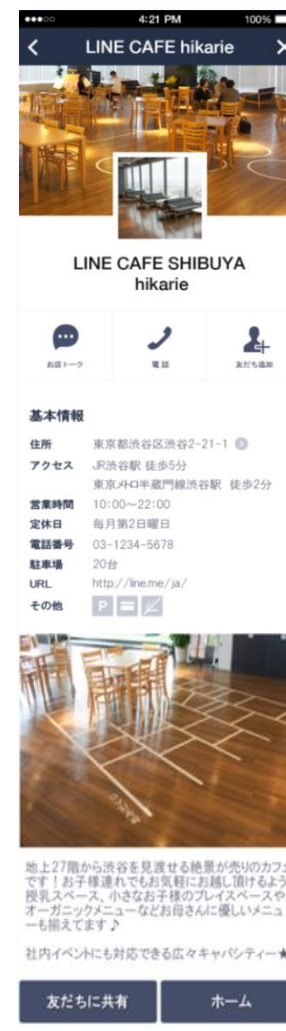 4:21 PM
100%
LINE CAFE hikarie
LINE CAFE SHIBUYA
hikarie
お店トーク
電話
友だち追加
基本情報
住所 東京都渋谷区渋谷2-21-1
アクセス JR渋谷駅 徒歩5分
東京メトロ半蔵門線渋谷駅 徒歩2分
営業時間 10:00〜22:00
定休日 毎月第2日曜日
電話番号 03-1234-5678
駐車場 20台
URL http://line.me/ja/
その他 P
地上27階から渋谷を見渡せる絶景が売りのカフェ
です！お子様連れでもお気軽にお越し頂けるよう
授乳スペース、小さなお子様のプレイスペースや
オーガニックメニューなどお母さんに優しいメニュ
ーも揃えてます♪
社内イベントにも対応できる広々キャパシティー★
友だちに共有
ホーム